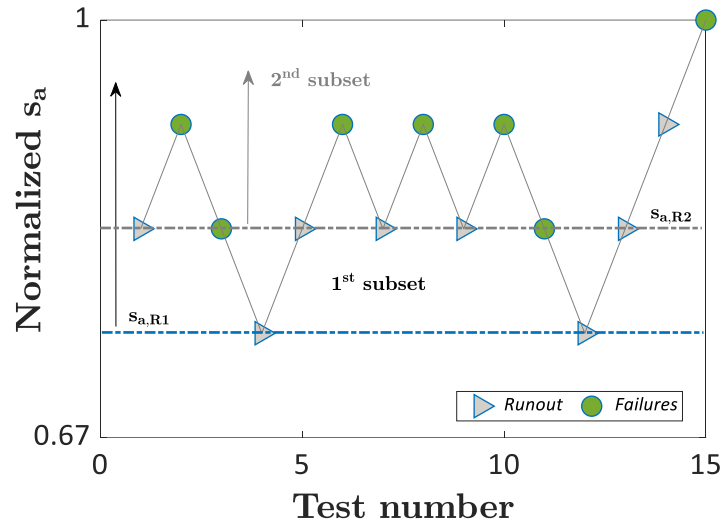 1
2nd subset
Normalized sa
sa,R2
1st subset
sa,R1
Runout
Failures
0.67
0
5
10
15
Test number